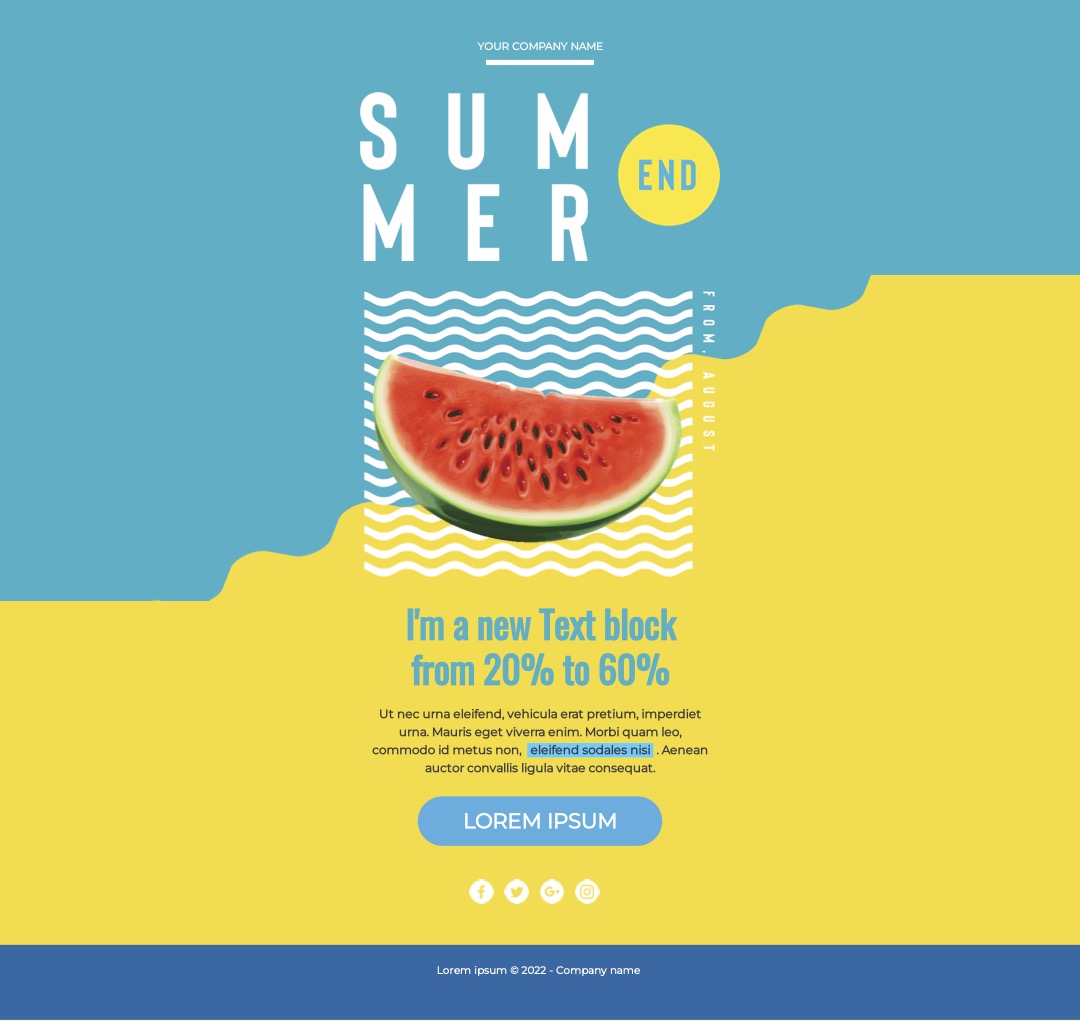 YOUR COMPANY NAME
SUM
MER
END
FROM, AUGUST
I'm a new Text block
from 20% to 60%
Ut nec urna eleifend, vehicula erat pretium, imperdiet
urna. Mauris eget viverra enim. Morbi quam leo,
commodo id metus non, eleifend sodales nisi . Aenean
auctor convallis ligula vitae consequat.
LOREM IPSUM
Lorem ipsum © 2022 - Company name